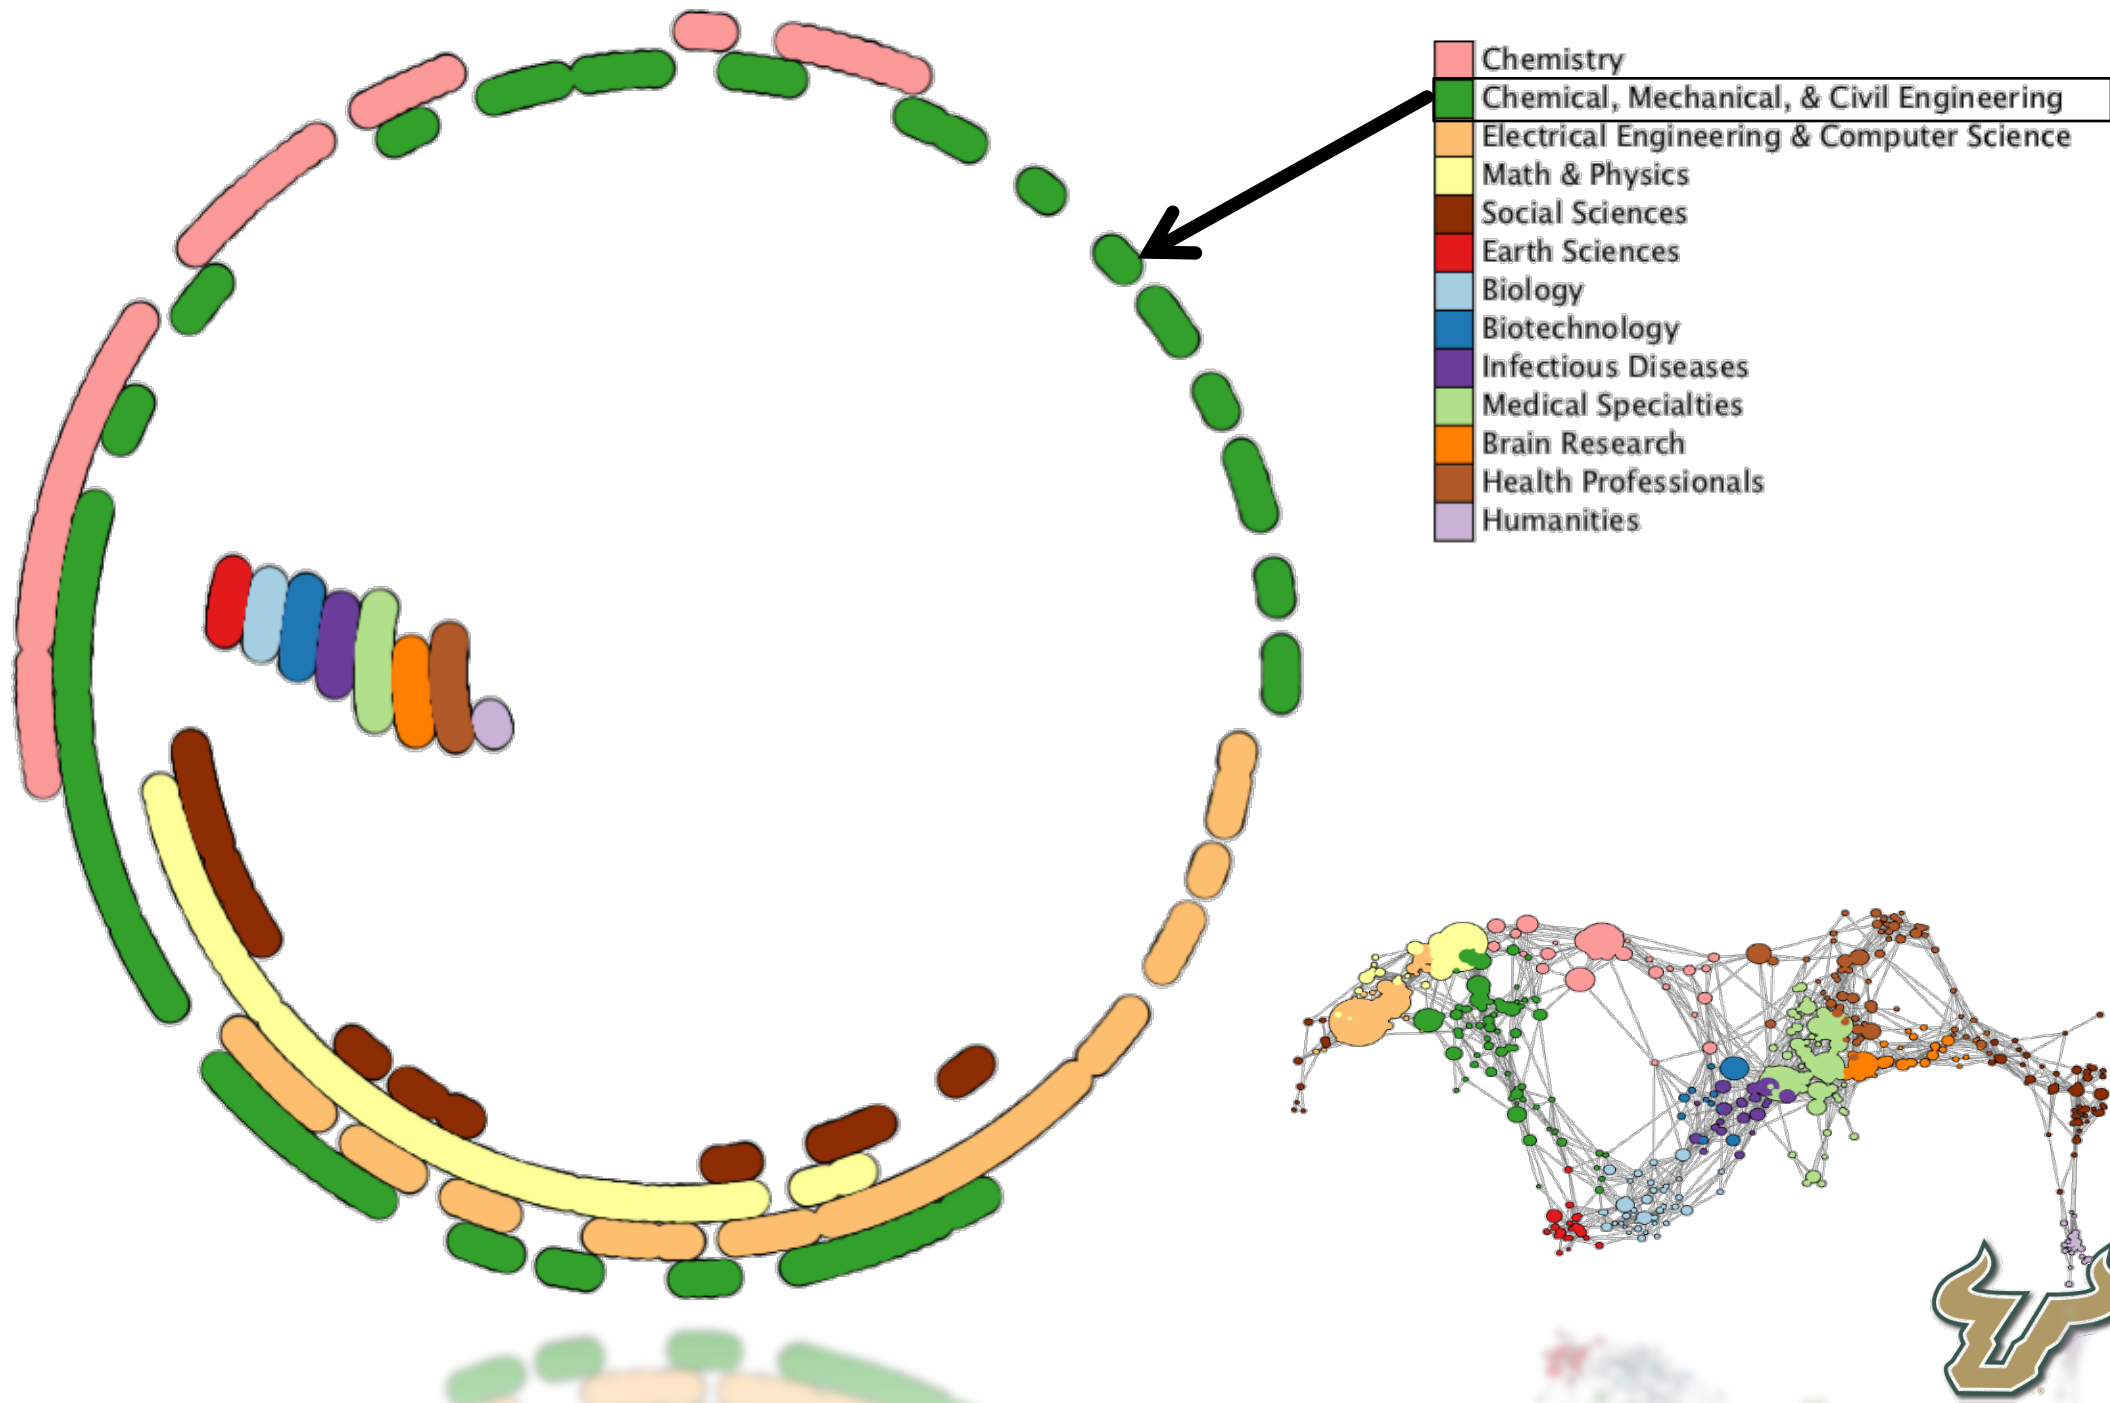 Chemistry
Chemical, Mechanical, & Civil Engineering
Electrical Engineering & Computer Science
Math & Physics
Social Sciences
Earth Sciences
Biology
Biotechnology
Infectious Diseases
Medical Specialties
Brain Research
Health Professionals
Humanities